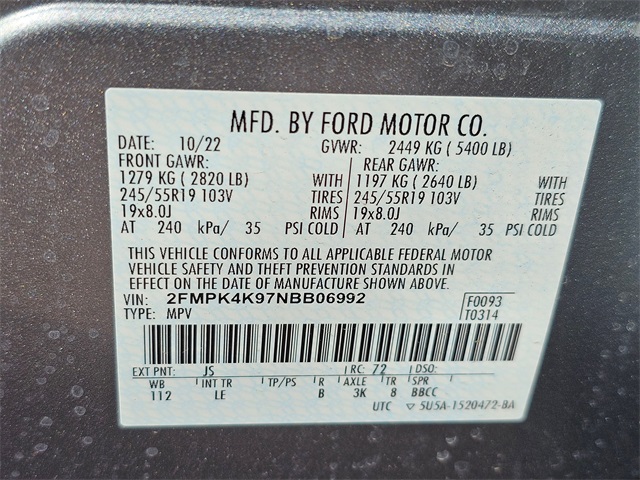 MFD. BY FORD MOTOR CO.
DATE: 10/22 GVWR: 2449 KG ( 5400 LB)
FRONT GAWR: REAR GAWR:
1279 KG ( 2820 LB) WITH 1197 KG ( 2640 LB) WITH
245/55R19 103V TIRES 245/55R19 103V TIRES
19x8.0J RIMS 19x8.0J RIMS
AT 240 kPa/ 35 PSI COLD AT 240 kPa/ 35 PSI COLD
THIS VEHICLE CONFORMS TO ALL APPLICABLE FEDERAL MOTOR
VEHICLE SAFETY AND THEFT PREVENTION STANDARDS IN
EFFECT ON THE DATE OF MANUFACTURE SHOWN ABOVE.
VIN: 2FMPK4K97NBB06992 F0093
TYPE: MPV T0314
EXT PNT: JS RC: 72 DSO:
WB INT TR TP/PS R AXLE TR SPR
112 LE B 3K 8 BBCC
UTC ▽ 5U5A-1520472-BA